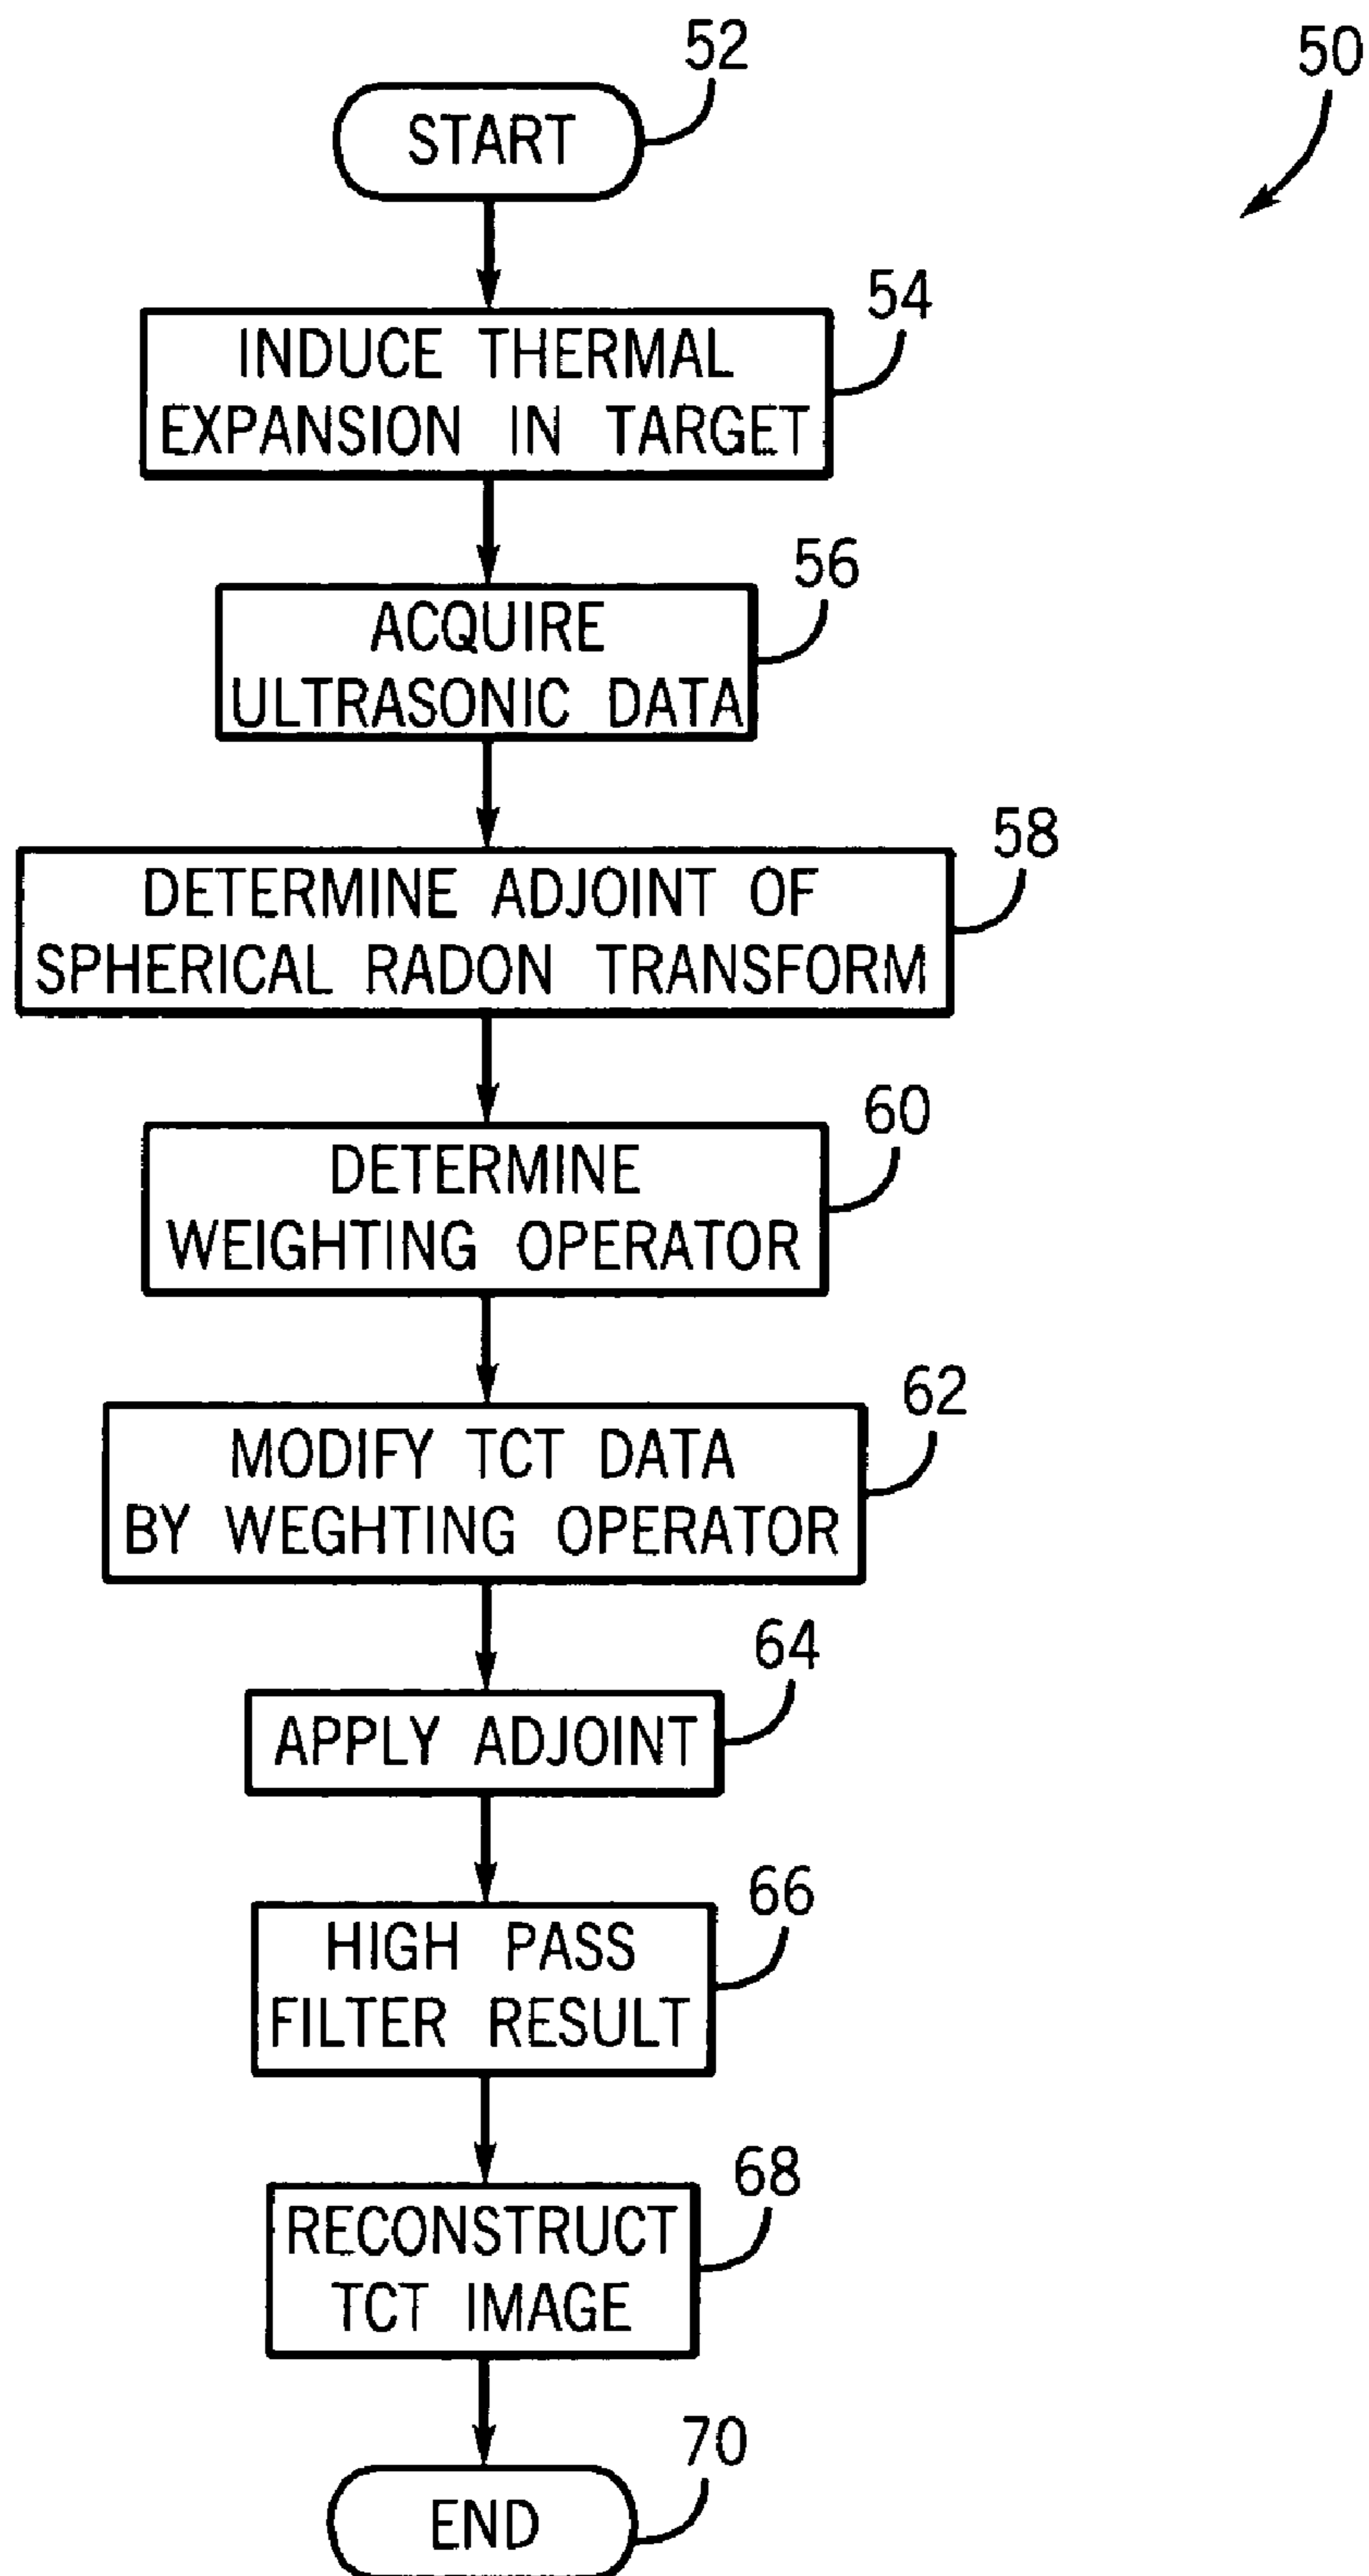 52
50
START
54
INDUCE THERMAL
EXPANSION IN TARGET
56
ACQUIRE
ULTRASONIC DATA
58
DETERMINE ADJOINT OF
SPHERICAL RADON TRANSFORM
60
DETERMINE
WEIGHTING OPERATOR
62
MODIFY TCT DATA
BY WEGHTING OPERATOR
64
APPLY ADJOINT
66
HIGH PASS
FILTER RESULT
68
RECONSTRUCT
TCT IMAGE
70
END